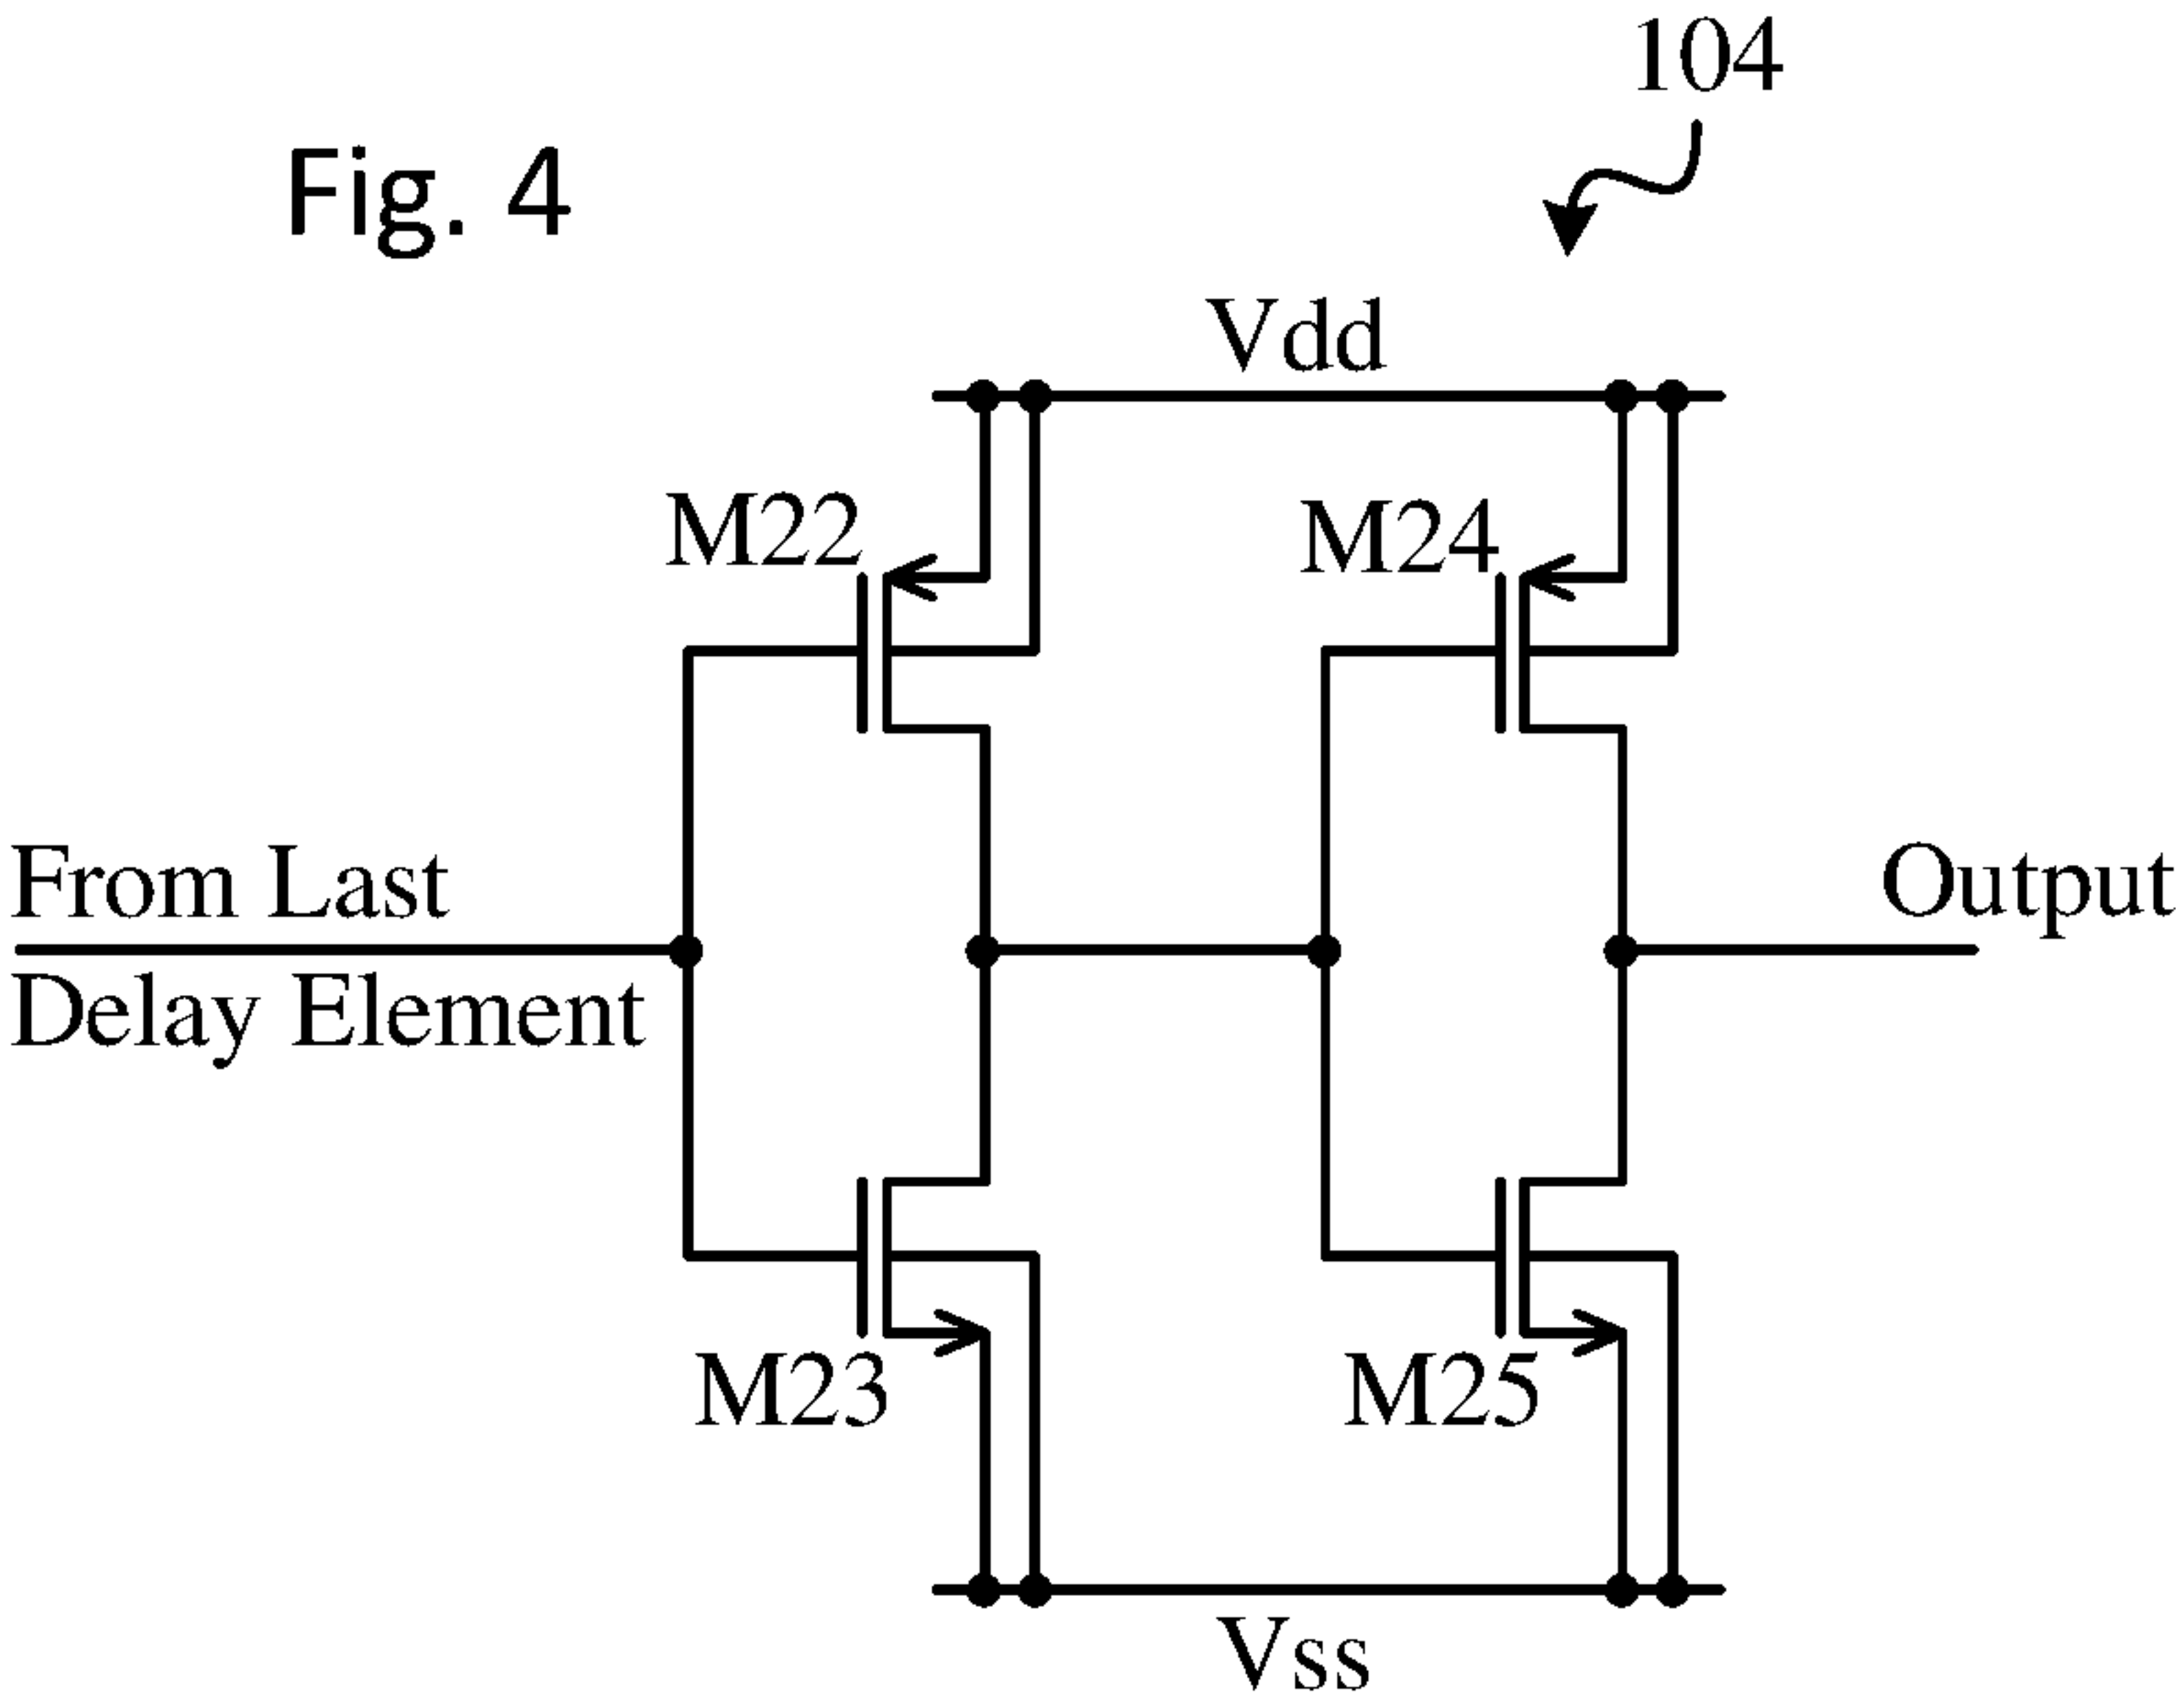 104
Fig. 4
Vdd
M22
M24
From Last
Delay Element
Output
M23
M25
Vss